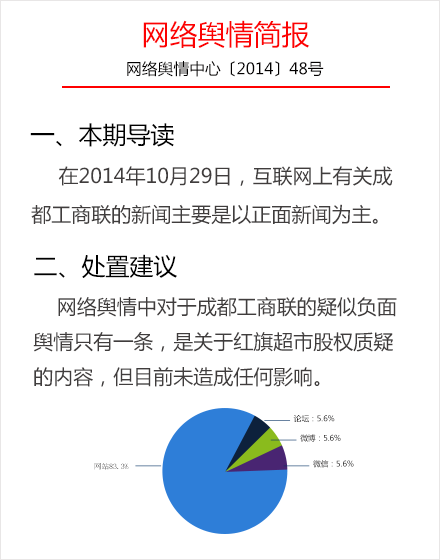 网络舆情简报
网络舆情中心〔2014〕48号
一、本期导读
在2014年10月29日，互联网上有关成
都工商联的新闻主要是以正面新闻为主。
二、处置建议
网络舆情中对于成都工商联的疑似负面
舆情只有一条，是关于红旗超市股权质疑
的内容，但目前未造成任何影响。
论坛：5.6%
微博：5.6%
网站83.3%
微信：5.6%